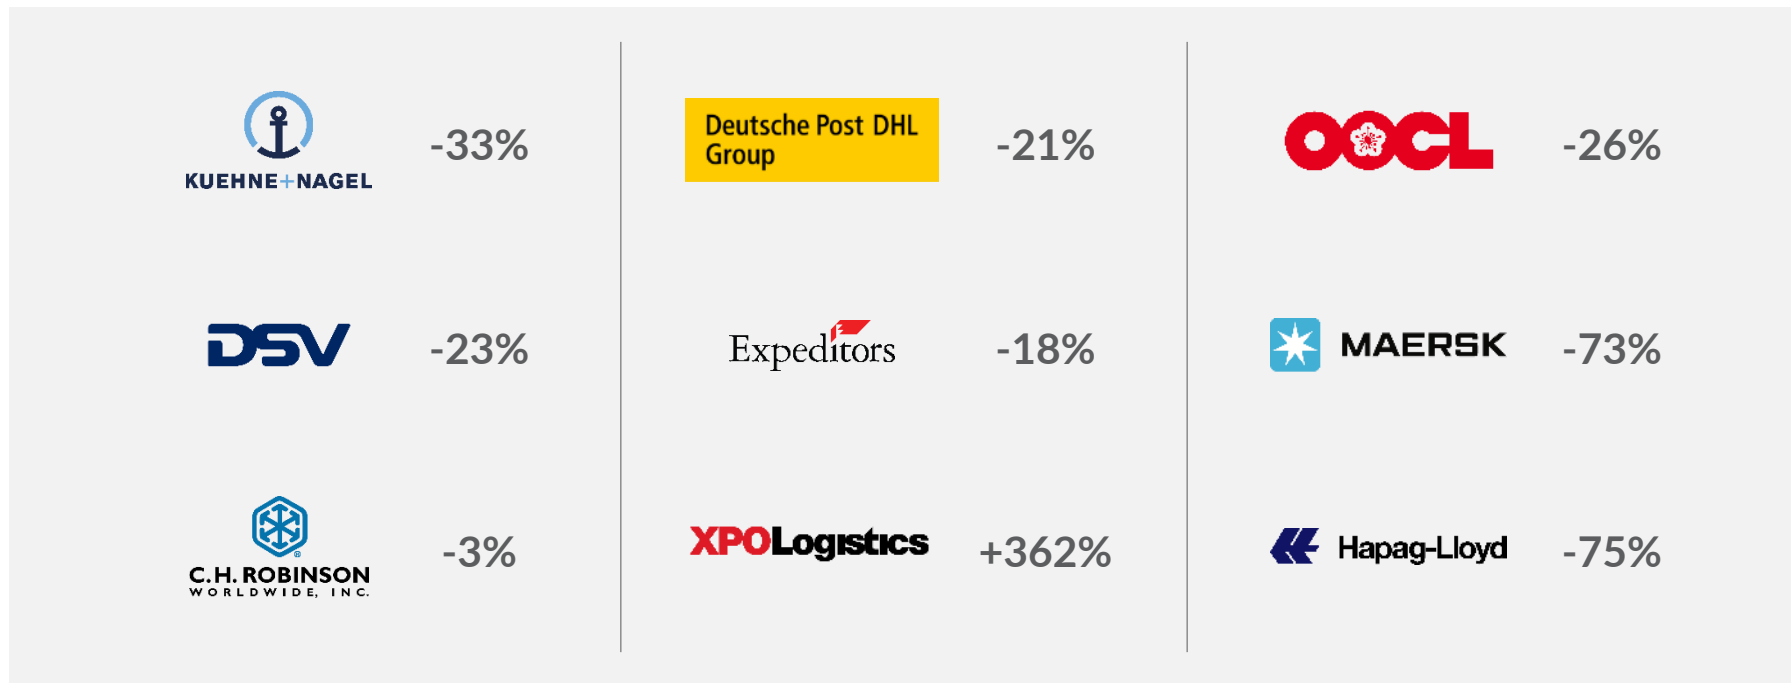 KUEHNE+NAGEL
-33%
DSV
-23%
C.H. ROBINSON
WORLDWIDE, INC.
-3%
Deutsche Post DHL
Group
-21%
Expeditors
-18%
XPOLogistics
+362%
OOCL
-26%
MAERSK
-73%
Hapag-Lloyd
-75%